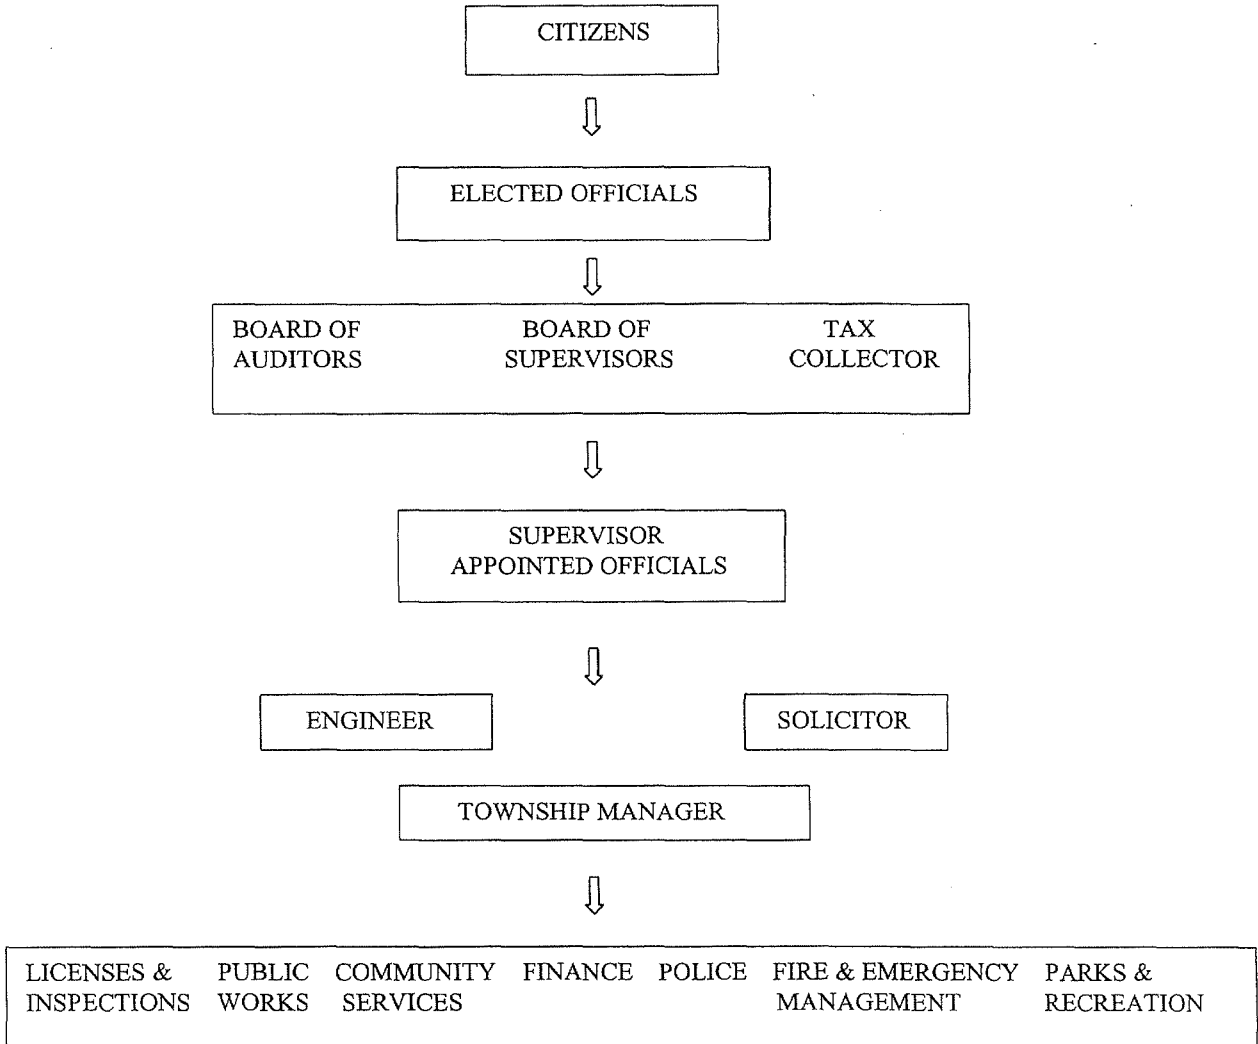 CITIZENS
ELECTED OFFICIALS
BOARD OF
AUDITORS
BOARD OF
SUPERVISORS
TAX
COLLECTOR
SUPERVISOR
APPOINTED OFFICIALS
ENGINEER
SOLICITOR
TOWNSHIP MANAGER
LICENSES &
INSPECTIONS
PUBLIC
WORKS
COMMUNITY
SERVICES
FINANCE
POLICE
FIRE & EMERGENCY
MANAGEMENT
PARKS &
RECREATION